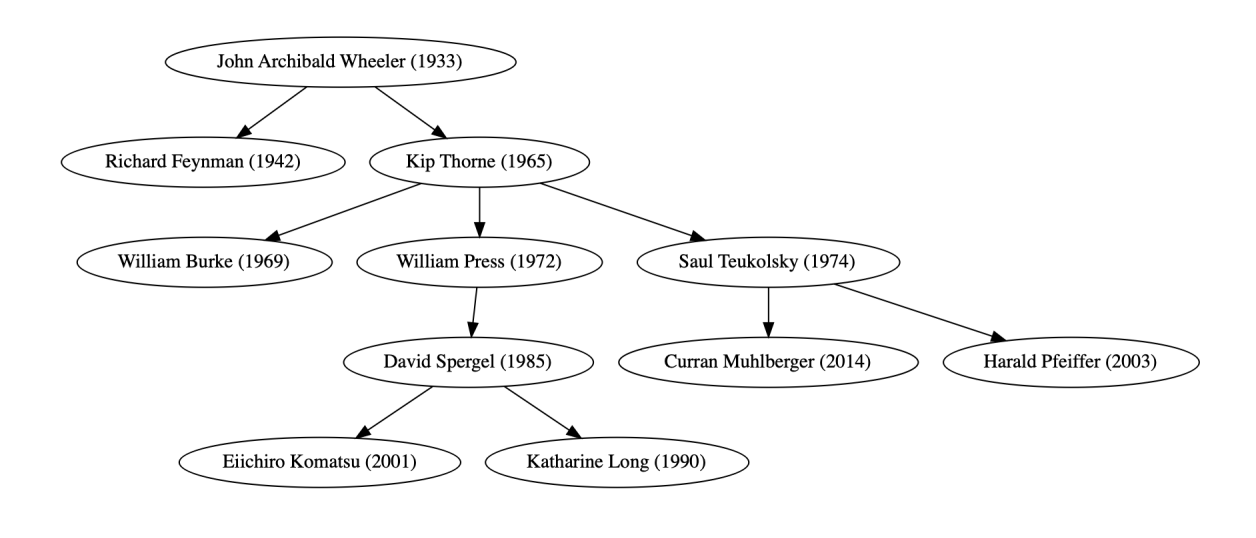 John Archibald Wheeler (1933)
Richard Feynman (1942)
Kip Thorne (1965)
William Burke (1969)
William Press (1972)
Saul Teukolsky (1974)
David Spergel (1985)
Curran Muhlberger (2014)
Harald Pfeiffer (2003)
Eiichiro Komatsu (2001)
Katharine Long (1990)